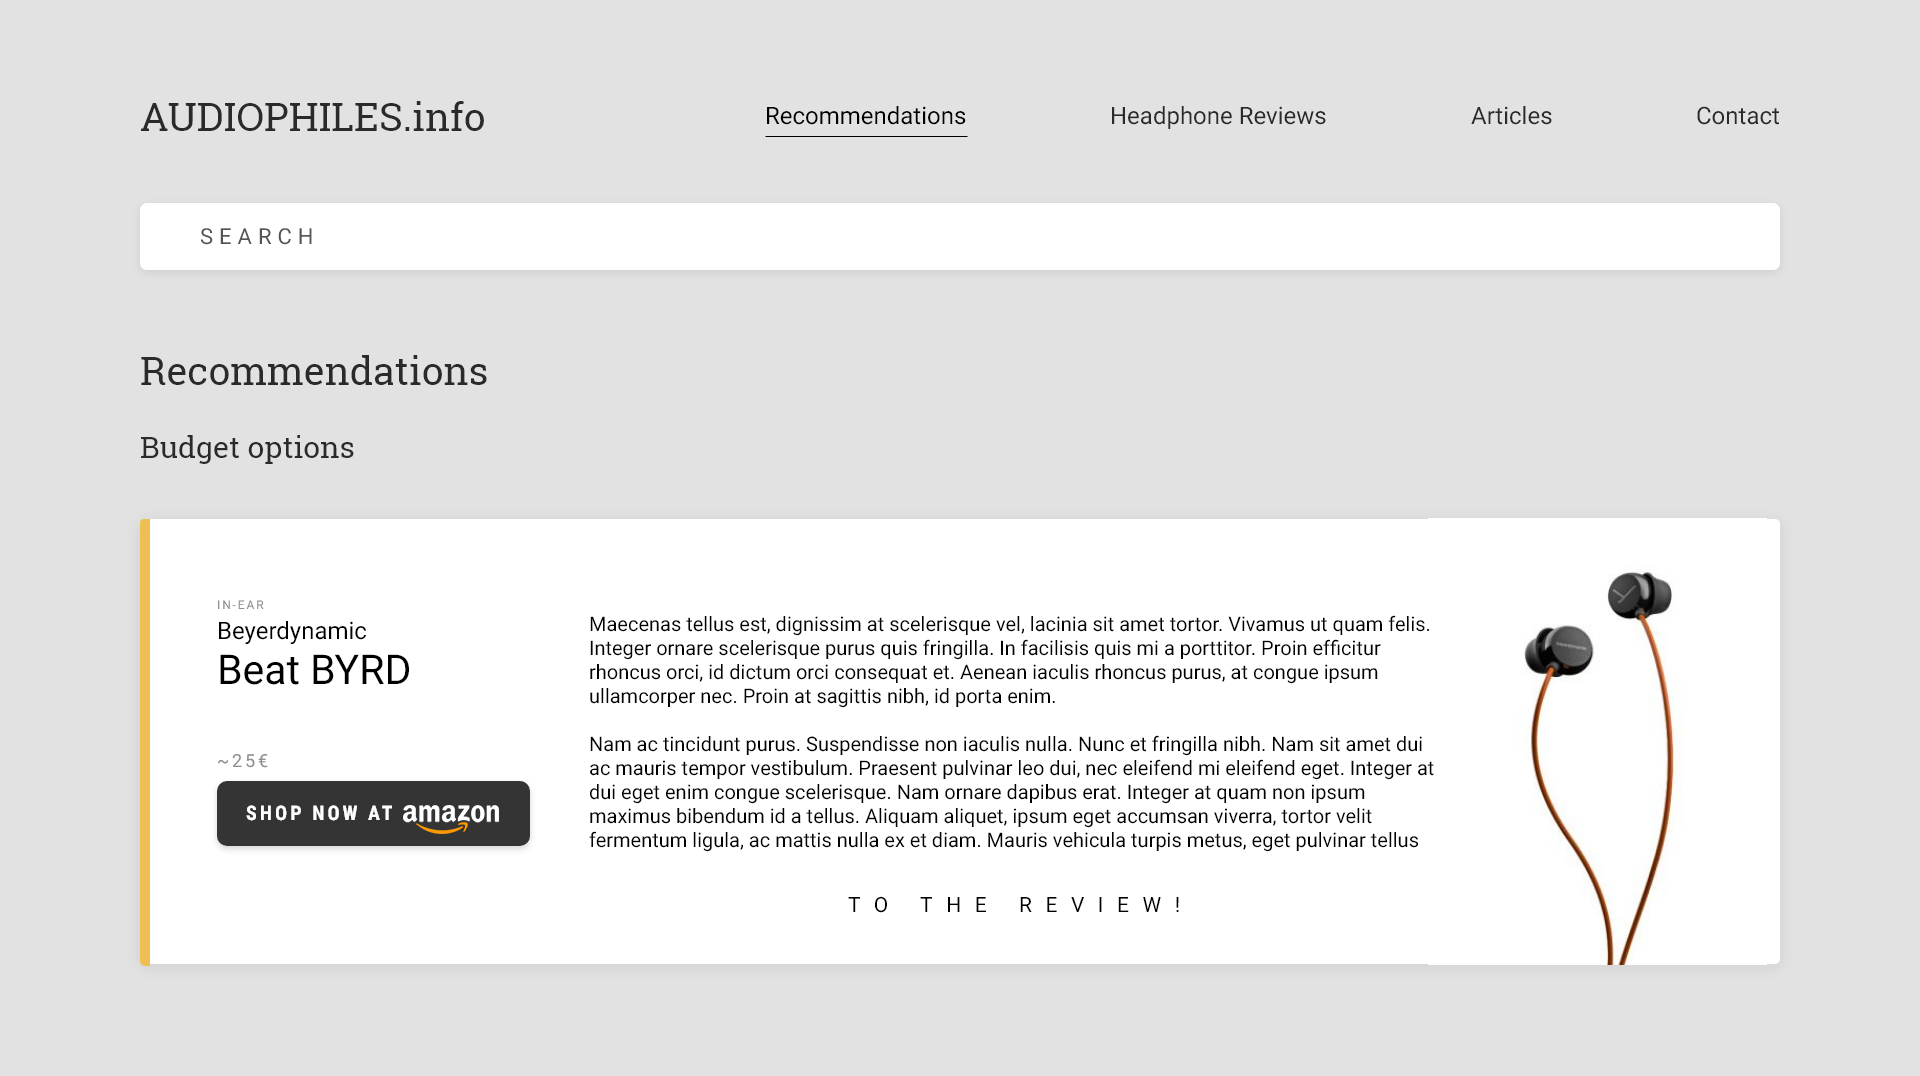 AUDIOPHILES.info
Recommendations
Headphone Reviews
Articles
Contact
SEARCH
Recommendations
Budget options
IN-EAR
Beyerdynamic
Beat BYRD
~25€
SHOP NOW AT amazon
Maecenas tellus est, dignissim at scelerisque vel, lacinia sit amet tortor. Vivamus ut quam felis.
Integer ornare scelerisque purus quis fringilla. In facilisis quis mi a porttitor. Proin efficitur
rhoncus orci, id dictum orci consequat et. Aenean iaculis rhoncus purus, at congue ipsum
ullamcorper nec. Proin at sagittis nibh, id porta enim.
Nam ac tincidunt purus. Suspendisse non iaculis nulla. Nunc et fringilla nibh. Nam sit amet dui
ac mauris tempor vestibulum. Praesent pulvinar leo dui, nec eleifend mi eleifend eget. Integer at
dui eget enim congue scelerisque. Nam ornare dapibus erat. Integer at quam non ipsum
maximus bibendum id a tellus. Aliquam aliquet, ipsum eget accumsan viverra, tortor velit
fermentum ligula, ac mattis nulla ex et diam. Mauris vehicula turpis metus, eget pulvinar tellus
TO THE REVIEW!